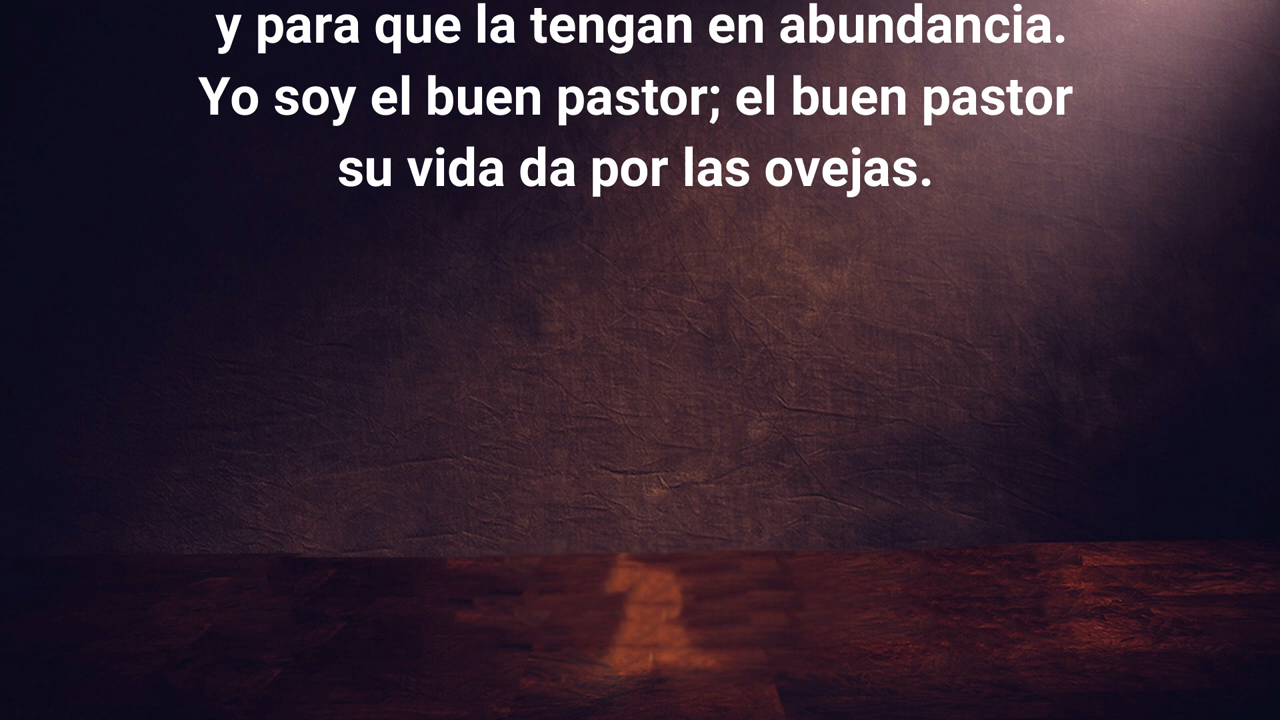 y para que la tengan en abundancia.
Yo soy el buen pastor; el buen pastor
su vida da por las ovejas.